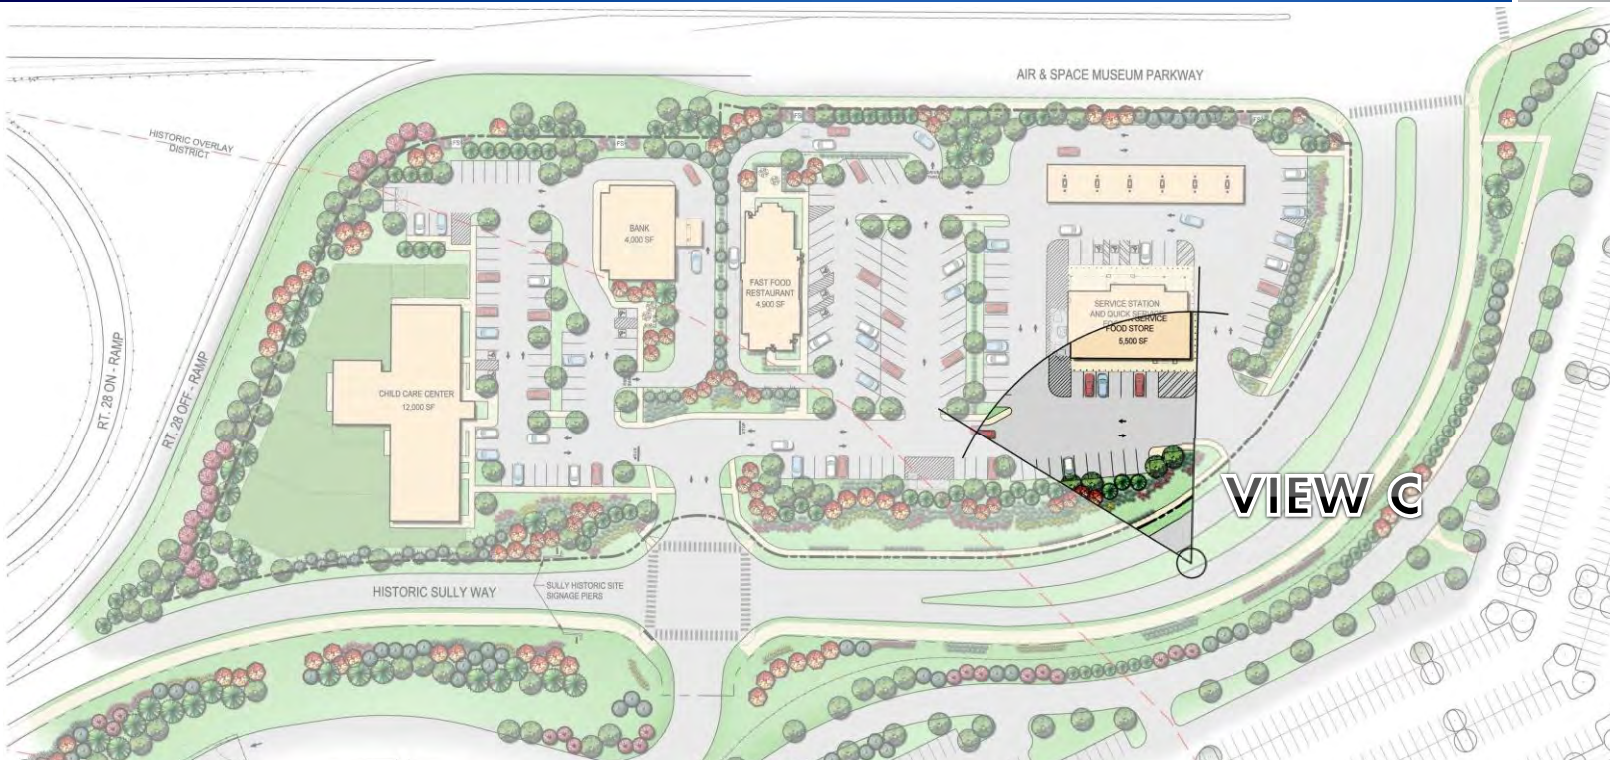 AIR & SPACE MUSEUM PARKWAY
HISTORIC OVERLAY
DISTRICT
BANK
4,000 SF
FAST FOOD
RESTAURANT
4,900 SF
SERVICE STATION
AND QUICK SERVICE
FOOD STORE
5,500 SF
RT. 28 ON - RAMP
RT. 28 OFF - RAMP
CHILD CARE CENTER
12,000 SF
VIEW C
HISTORIC SULLY WAY
SULLY HISTORIC SITE
SIGNAGE PIERS